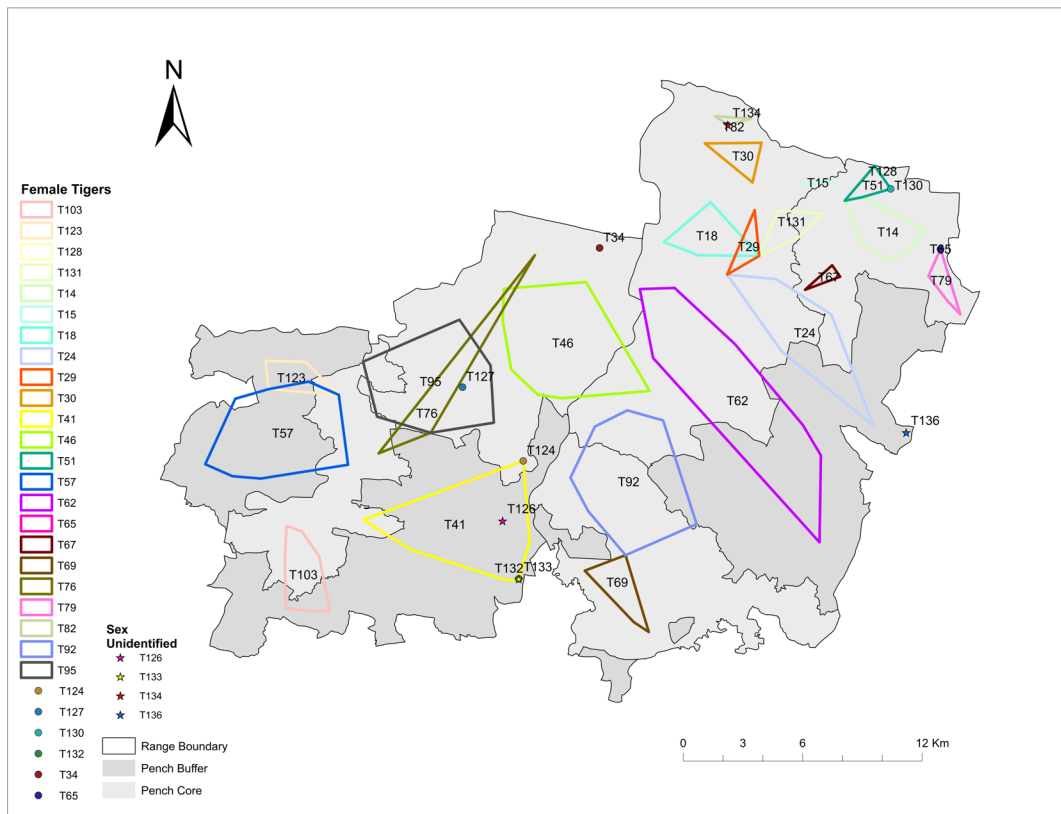 N
Female Tigers
T103
T123
T128
T131
T14
T15
T18
T24
T29
T30
T41
T46
T51
T57
T62
T65
T67
T69
T76
T79
T82
T92
T95
T124
T127
T130
T132
T34
T65
Sex
Unidentified
T126
T133
T134
T136
Range Boundary
Pench Buffer
Pench Core
T134
T82
T30
T15
T128
T51
T130
T131
T14
T18
T29
T34
T65
T67
T79
T24
T46
T95
T127
T76
T123
T57
T62
T136
T124
T92
T126
T41
T132
T133
T103
T69
0 3 6 12 Km